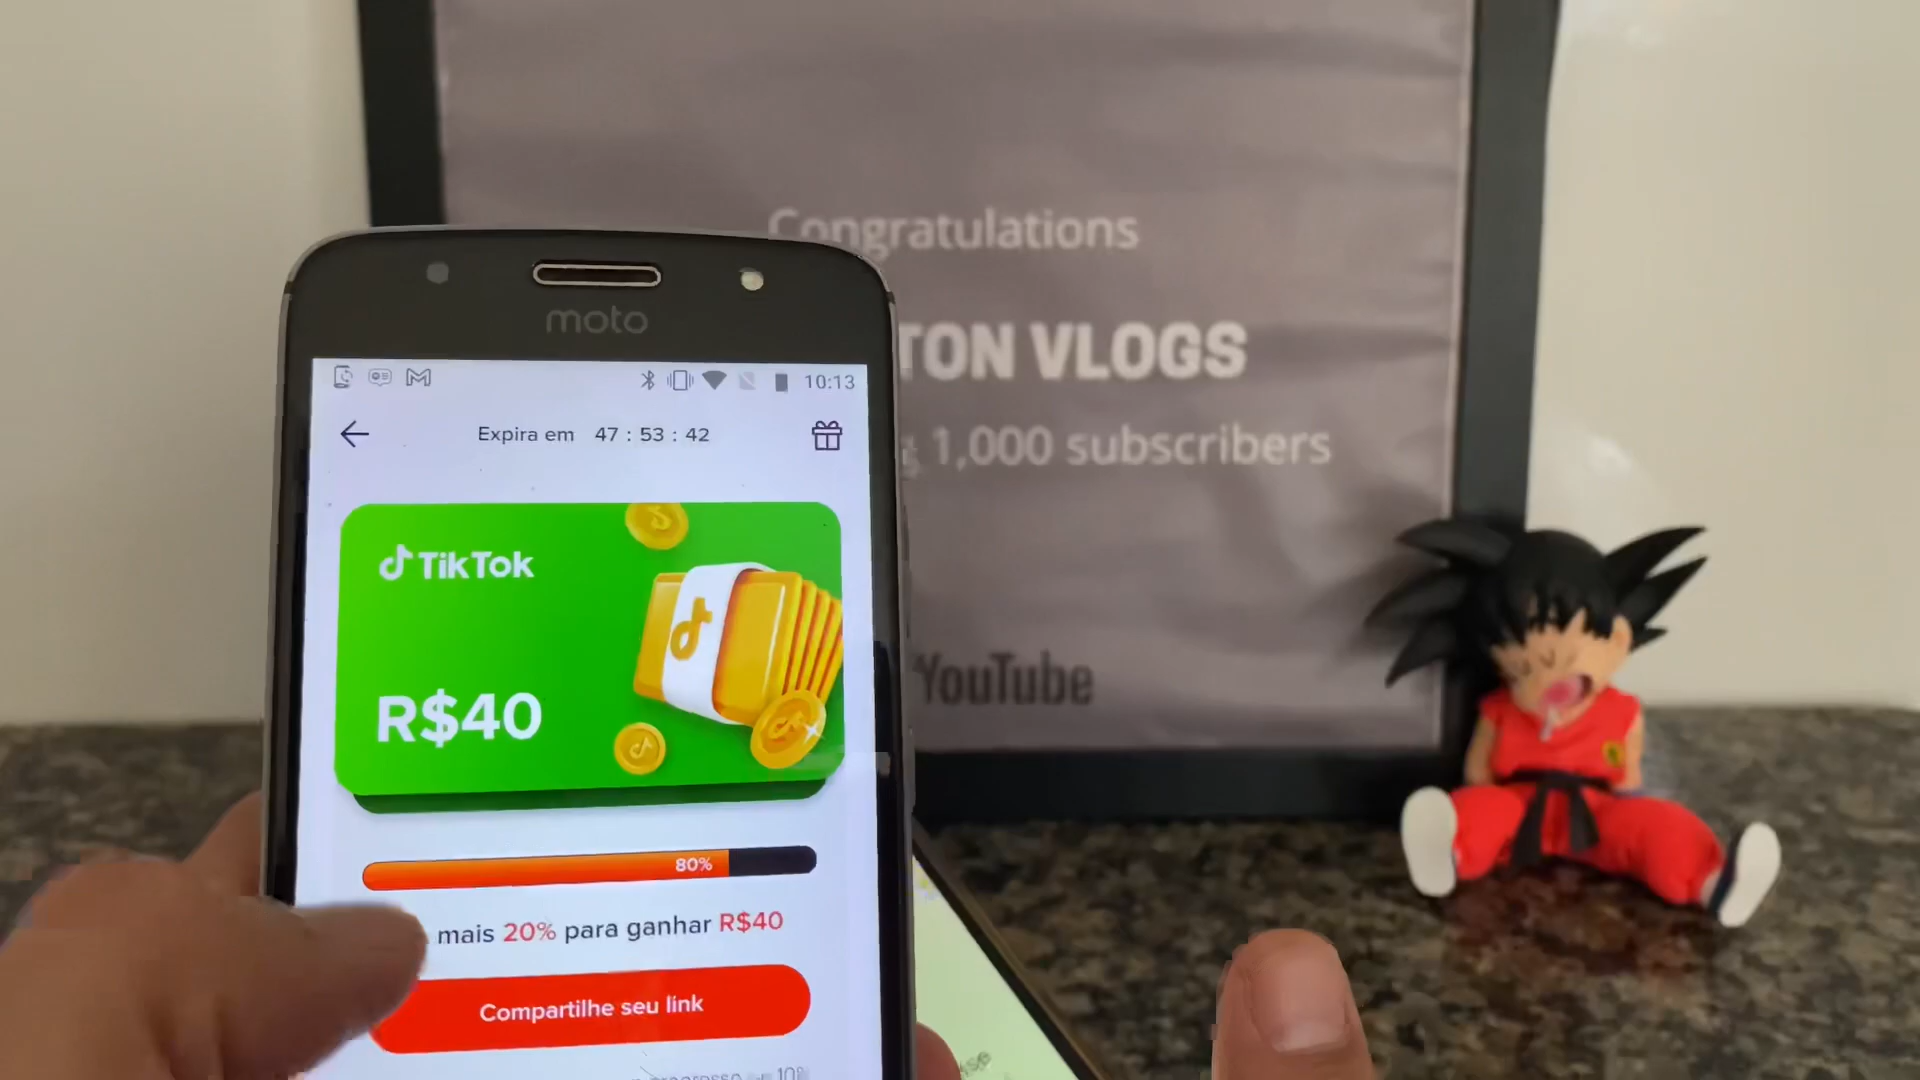 Congratulations
TON VLOGS
1,000 subscribers
YouTube
moto
10:13
Expira em 47 : 53 : 42
TikTok
R$40
80%
mais 20% para ganhar R$40
Compartilhe seu link